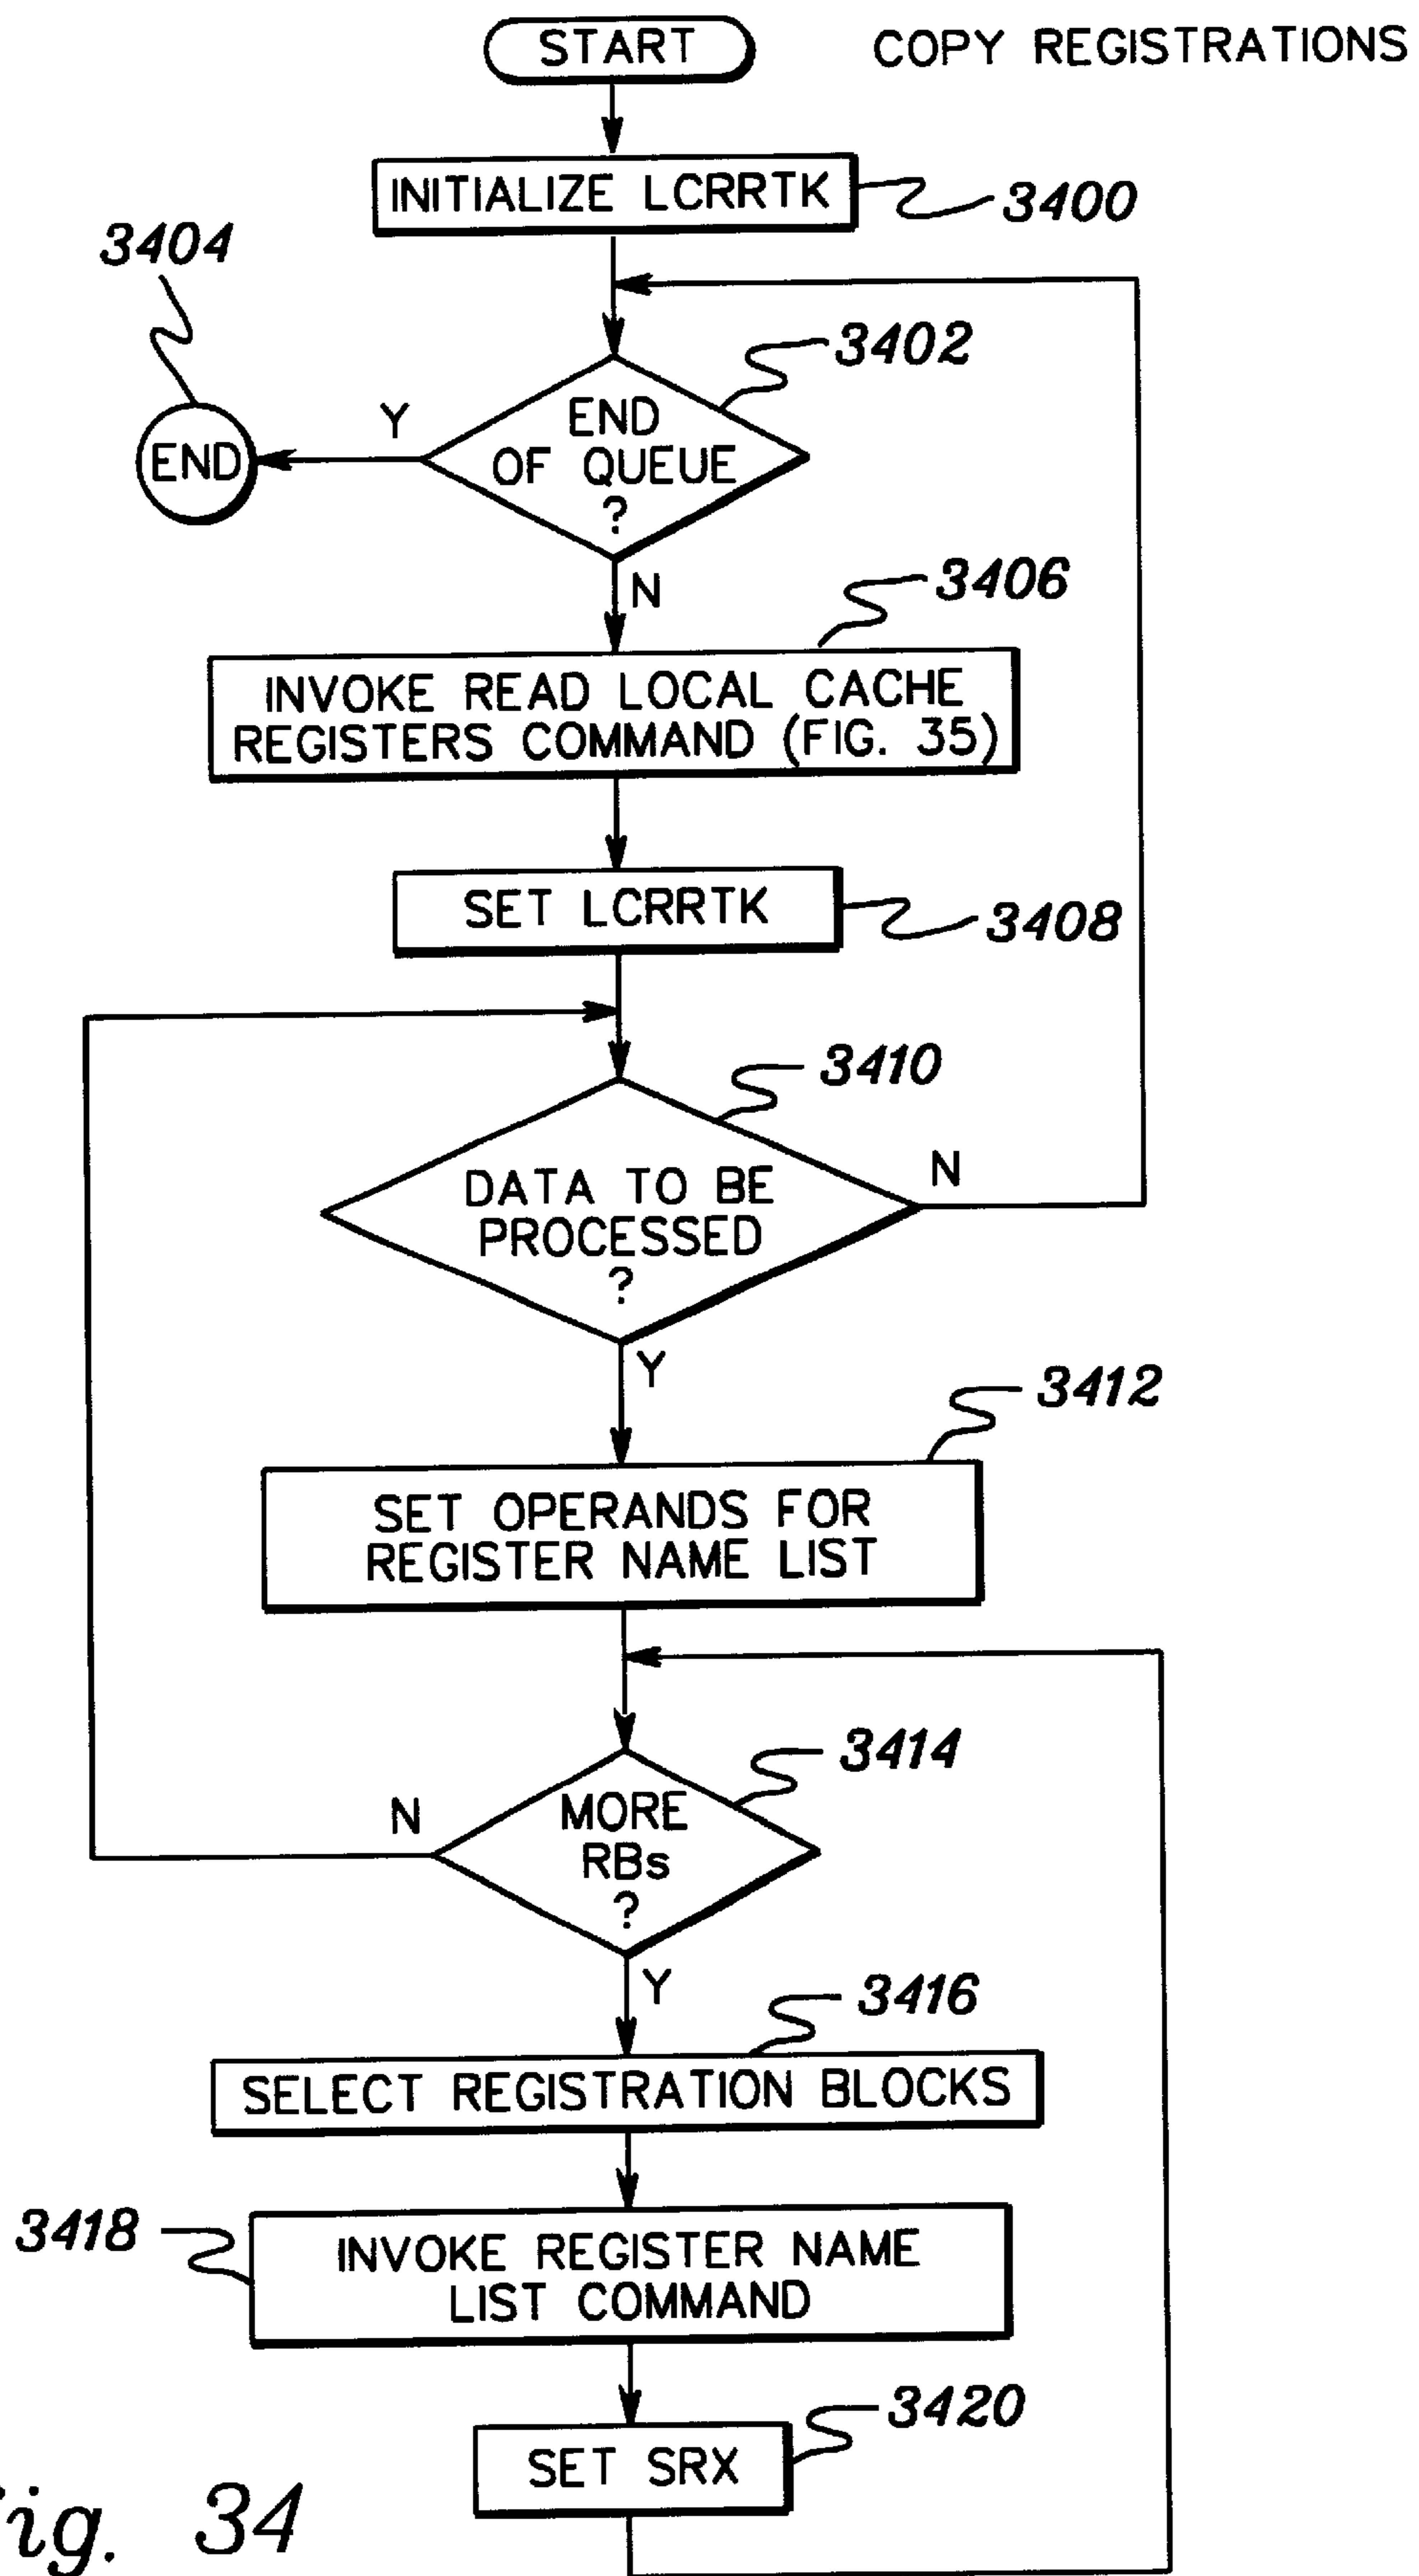 START
COPY REGISTRATIONS
INITIALIZE LCRRTK
3400
3404
3402
END
OF QUEUE
?
Y
END
N
3406
INVOKE READ LOCAL CACHE
REGISTERS COMMAND (FIG. 35)
SET LCRRTK
3408
3410
DATA TO BE
PROCESSED
?
N
Y
3412
SET OPERANDS FOR
REGISTER NAME LIST
3414
MORE
RBs
?
N
Y
3416
SELECT REGISTRATION BLOCKS
3418
INVOKE REGISTER NAME
LIST COMMAND
3420
SET SRX
ig. 34